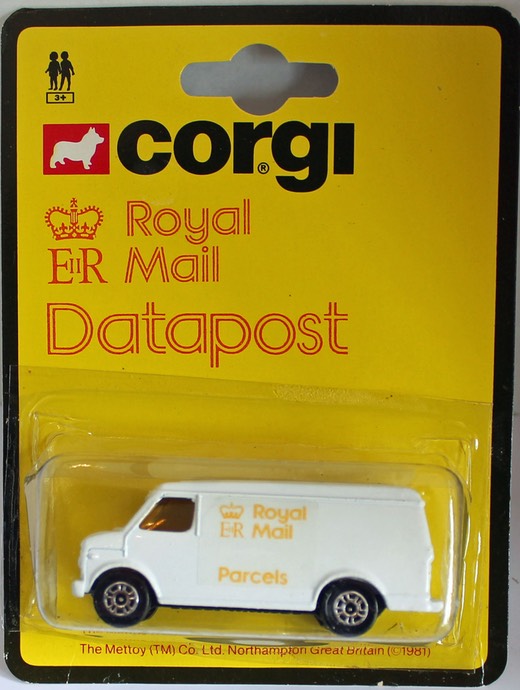 3+
corgi®
Royal
EIIR Mail
Datapost
Royal
EIIR Mail
Parcels
The Mettoy (TM) Co. Ltd. Northampton Great Britain (©1981)